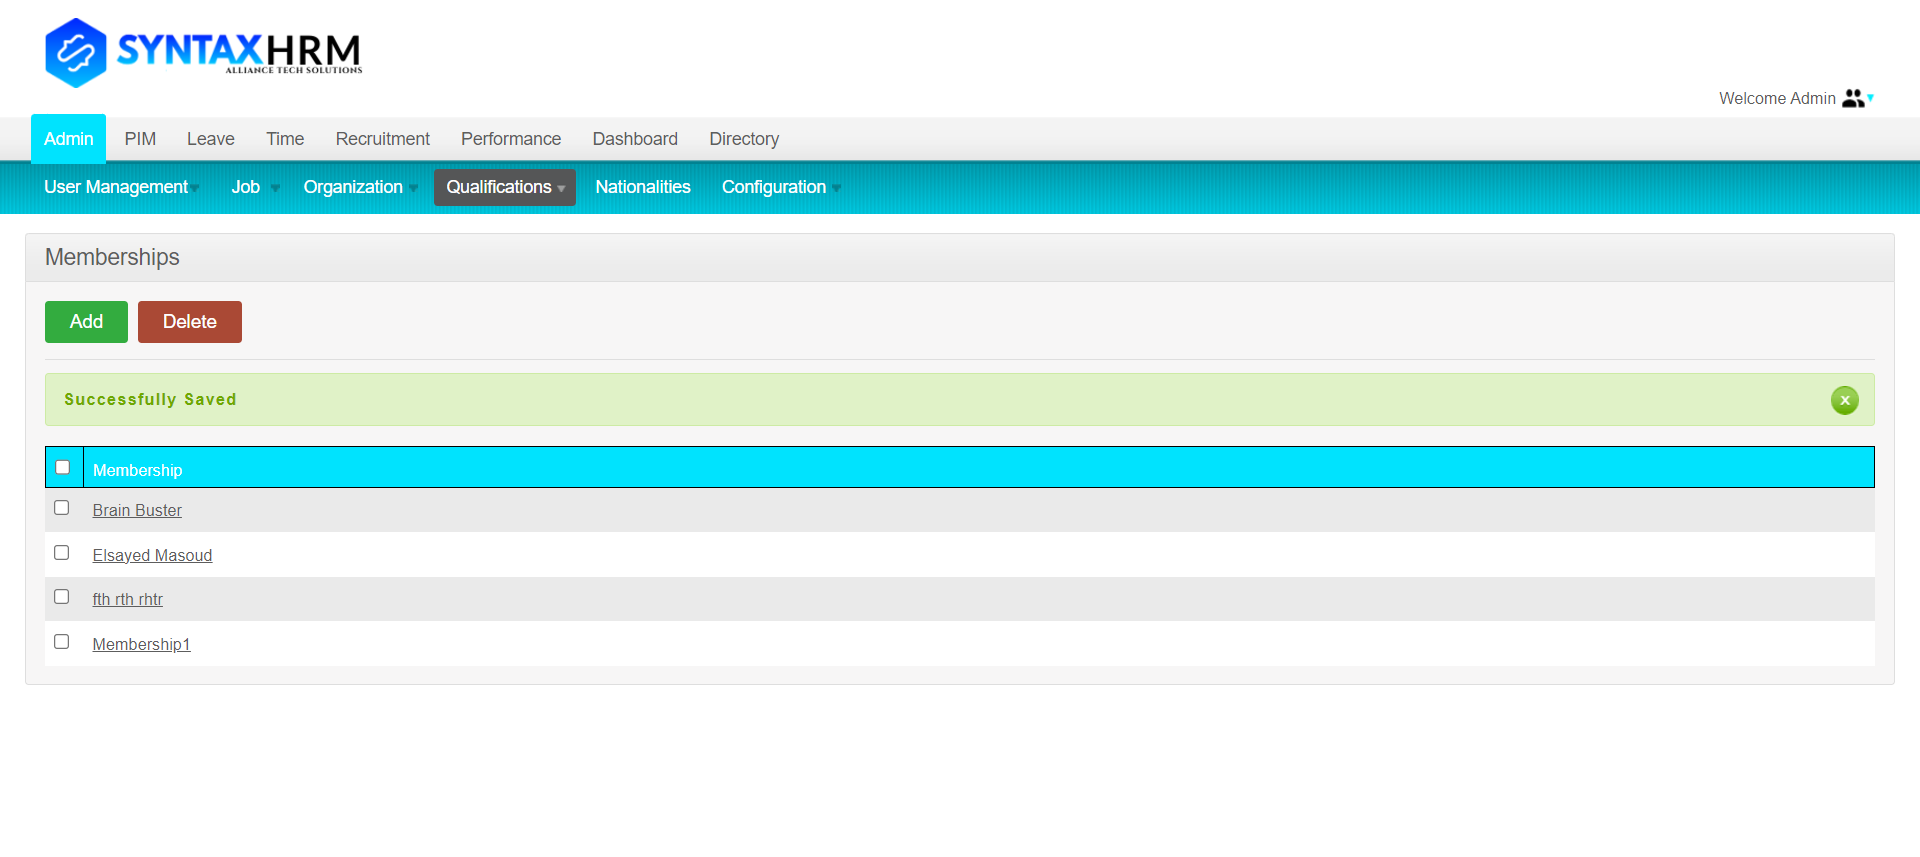 SYNTAXHRM
ALLIANCE TECH SOLUTIONS
Welcome Admin
Admin PIM Leave Time Recruitment Performance Dashboard Directory
User Management Job Organization Qualifications Nationalities Configuration
Memberships
Add Delete
Successfully Saved
x
Membership
Brain Buster
Elsayed Masoud
fth rth rhtr
Membership1